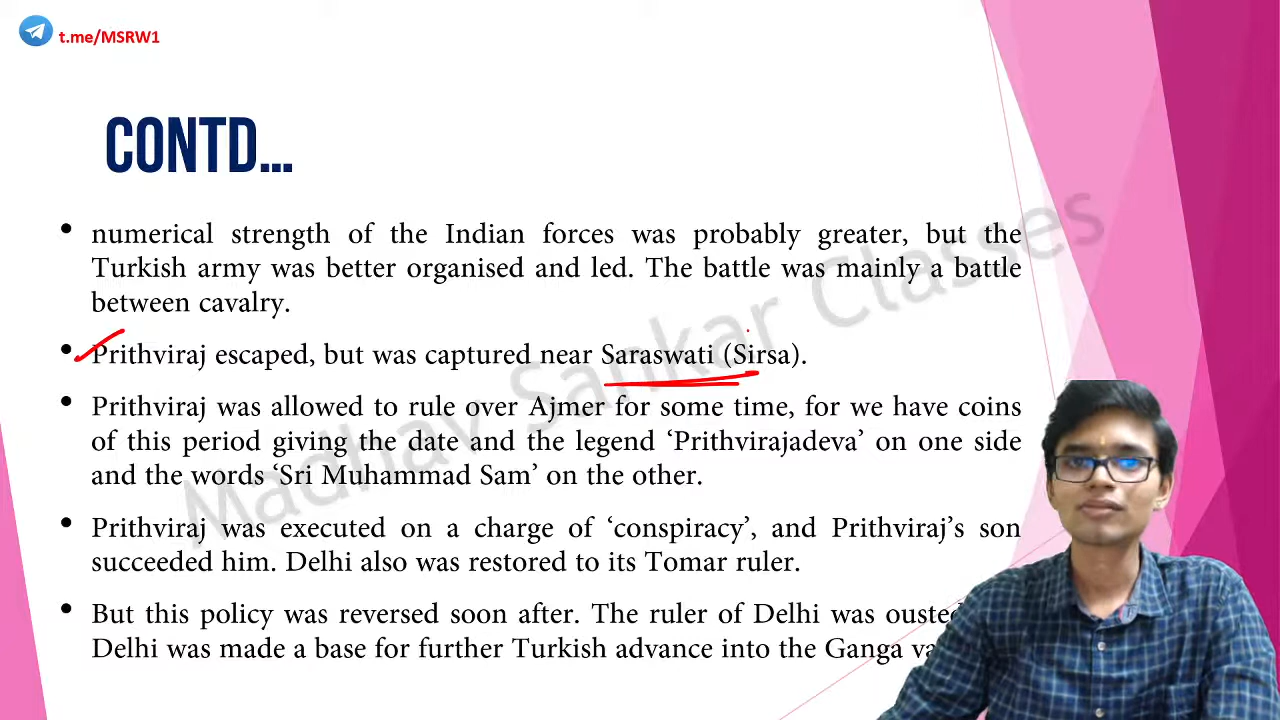 t.me/MSRW1
CONTD...
• numerical strength of the Indian forces was probably greater, but the
Turkish army was better organised and led. The battle was mainly a battle
between cavalry.
• Prithviraj escaped, but was captured near Saraswati (Sirsa).
• Prithviraj was allowed to rule over Ajmer for some time, for we have coins
of this period giving the date and the legend ‘Prithvirajadeva’ on one side
and the words ‘Sri Muhammad Sam’ on the other.
• Prithviraj was executed on a charge of ‘conspiracy’, and Prithviraj’s son
succeeded him. Delhi also was restored to its Tomar ruler.
• But this policy was reversed soon after. The ruler of Delhi was ousted
Delhi was made a base for further Turkish advance into the Ganga
Madhav Sankar Classes